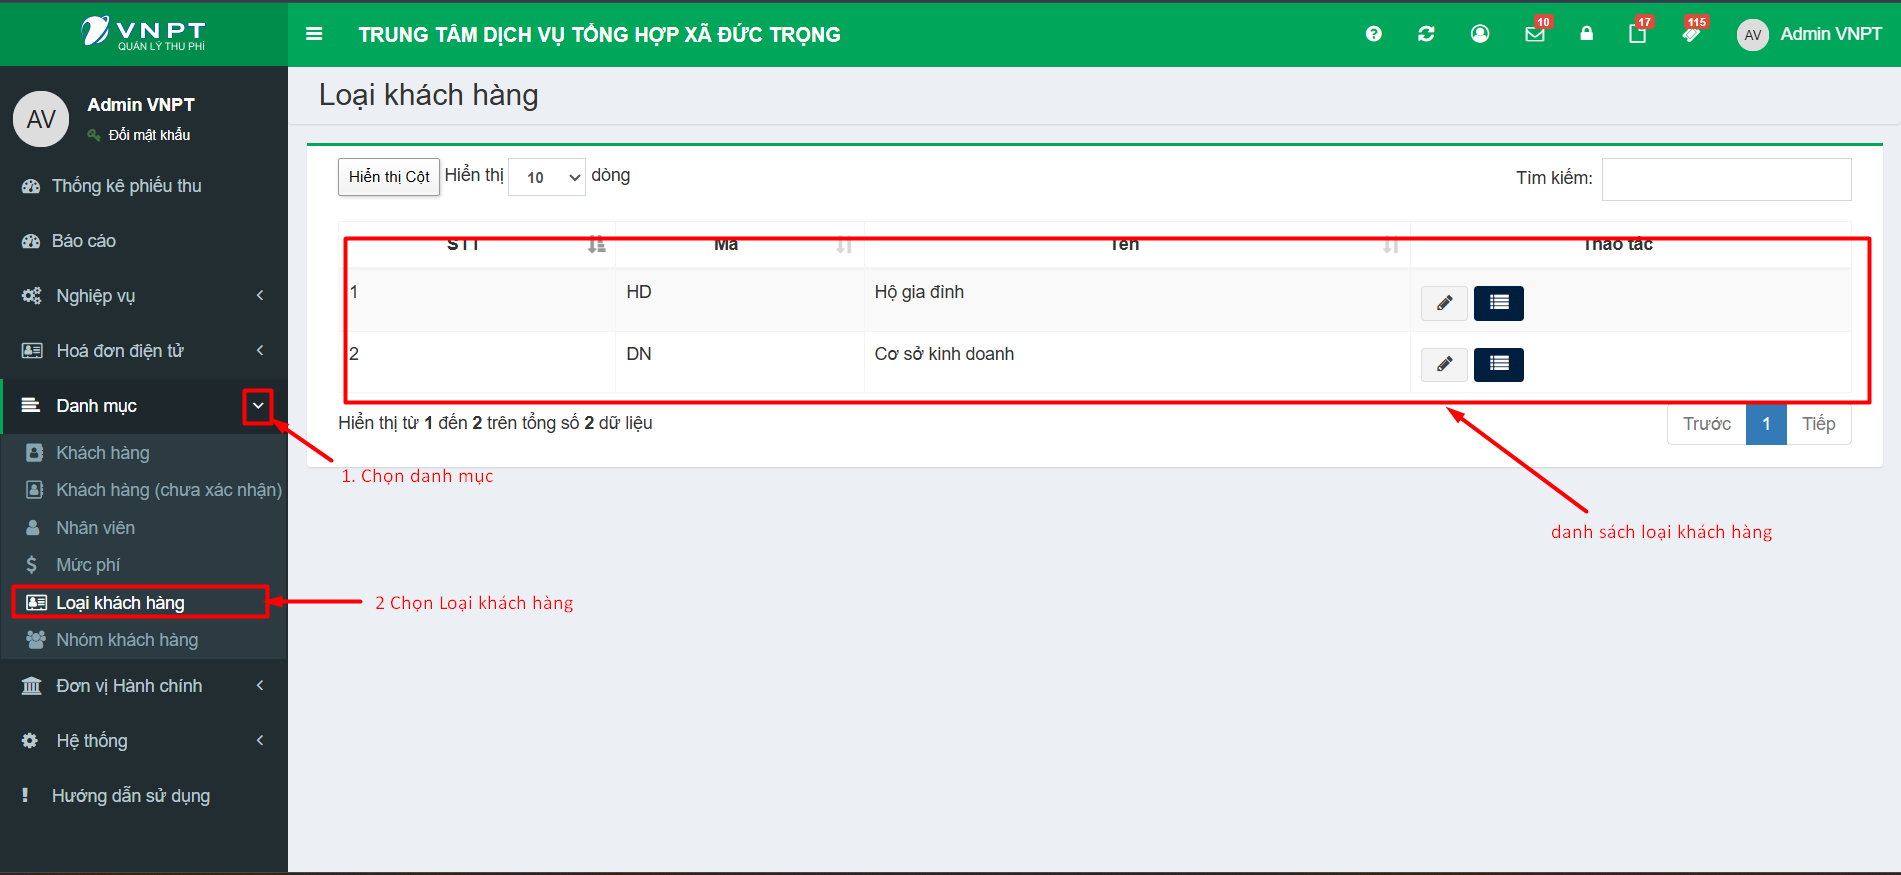 VNPT
QUẢN LÝ THU PHÍ
TRUNG TÂM DỊCH VỤ TỔNG HỢP XÃ ĐỨC TRỌNG
10
17
115
AV
Admin VNPT
AV
Admin VNPT
Đổi mật khẩu
Thống kê phiếu thu
Báo cáo
Nghiệp vụ
Hoá đơn điện tử
Danh mục
Khách hàng
Khách hàng (chưa xác nhận)
Nhân viên
Mức phí
Loại khách hàng
Nhóm khách hàng
Đơn vị Hành chính
Hệ thống
Hướng dẫn sử dụng
Loại khách hàng
Hiển thị Cột Hiển thị 10 dòng
Tìm kiếm:
STT Mã Tên Thao tác
1 HD Hộ gia đình
2 DN Cơ sở kinh doanh
Hiển thị từ 1 đến 2 trên tổng số 2 dữ liệu
Trước 1 Tiếp
1. Chọn danh mục
danh sách loại khách hàng
2 Chọn Loại khách hàng